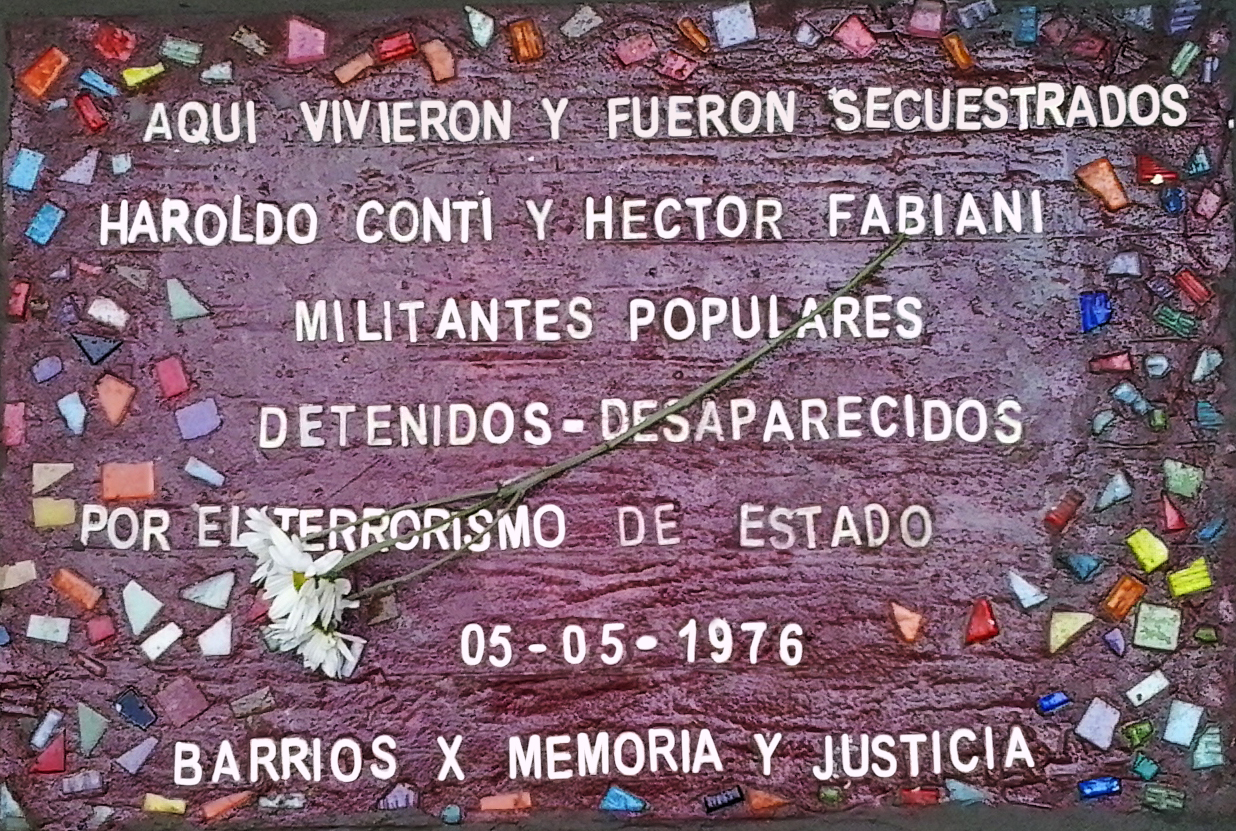 AQUI VIVIERON Y FUERON SECUESTRADOS
HAROLDO CONTI Y HECTOR FABIANI
MILITANTES POPULARES
DETENIDOS-DESAPARECIDOS
POR EL TERRORISMO DE ESTADO
05-05-1976
BARRIOS X MEMORIA Y JUSTICIA